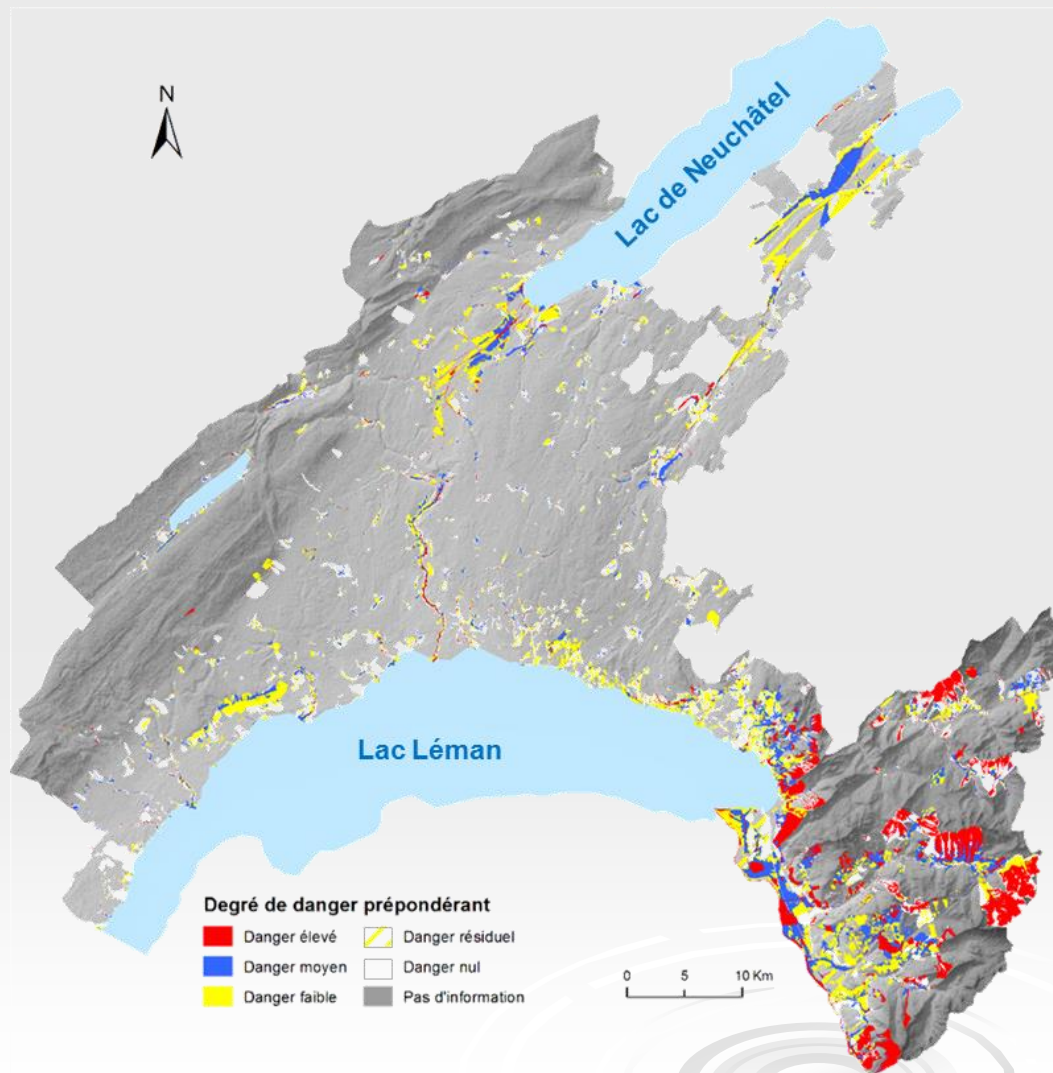 N
Lac de Neuchâtel
Lac Léman
Degré de danger prépondérant
Danger élevé
Danger résiduel
Danger moyen
Danger nul
Danger faible
Pas d'information
0 5 10 Km